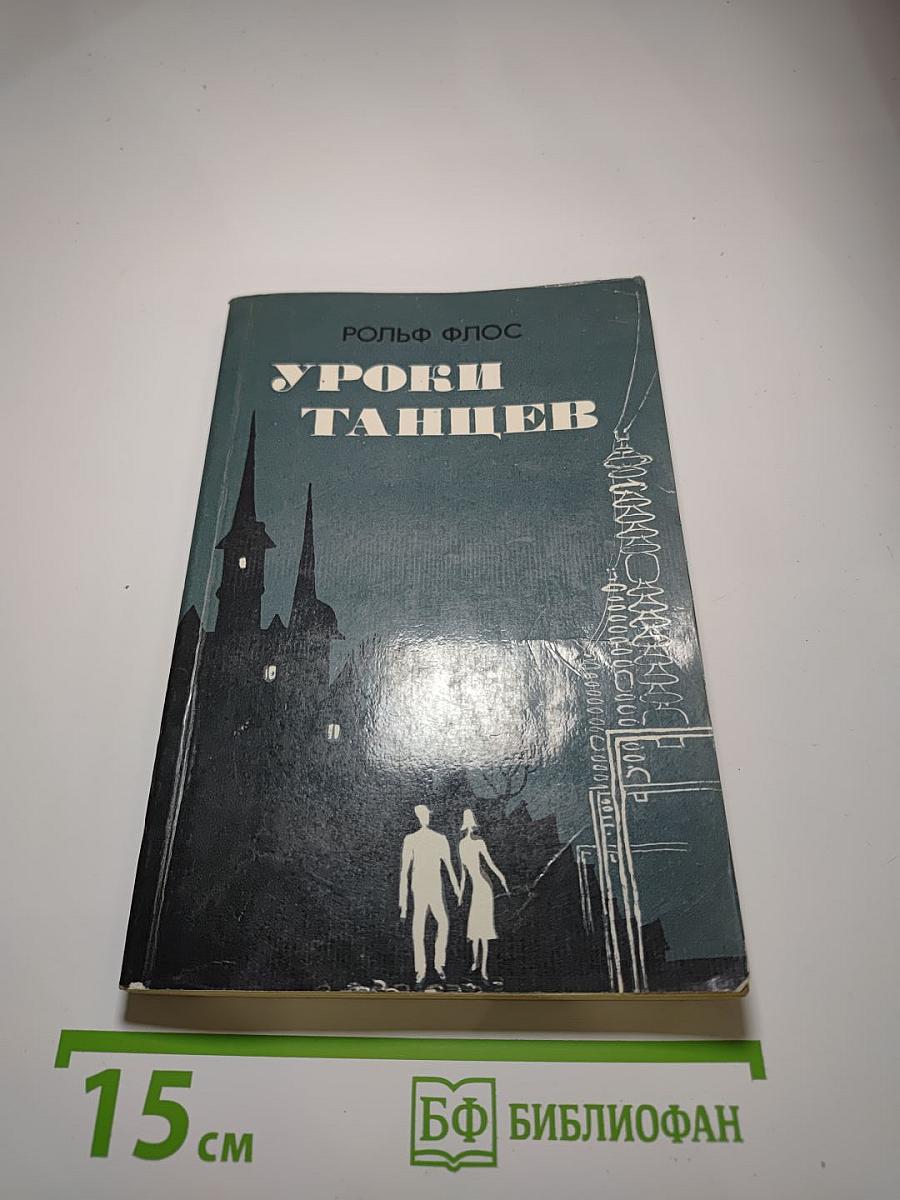 РОЛЬФ ФЛОС
УРОКИ
ТАНЦЕВ
15 см
БФ БИБЛИОФАН